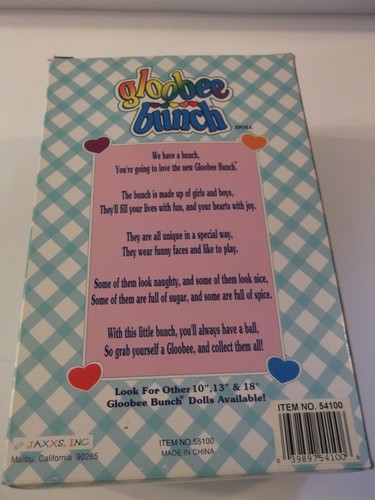 gloobee
bunch
DOLL
We have a bunch,
You're going to love the new Gloobee Bunch™
The bunch is made up of girls and boys,
They'll fill your lives with fun, and your hearts with joy.
They are all unique in a special way,
They wear funny faces and like to play.
Some of them look naughty, and some of them look nice,
Some of them are full of sugar, and some are full of spice.
With this little bunch, you'll always have a ball,
So grab yourself a Gloobee, and collect them all!
Look For Other 10",13" & 18"
Gloobee Bunch® Dolls Available!
JAXXS, INC.
Malibu, California 90265
ITEM NO.55100
MADE IN CHINA
ITEM NO. 54100